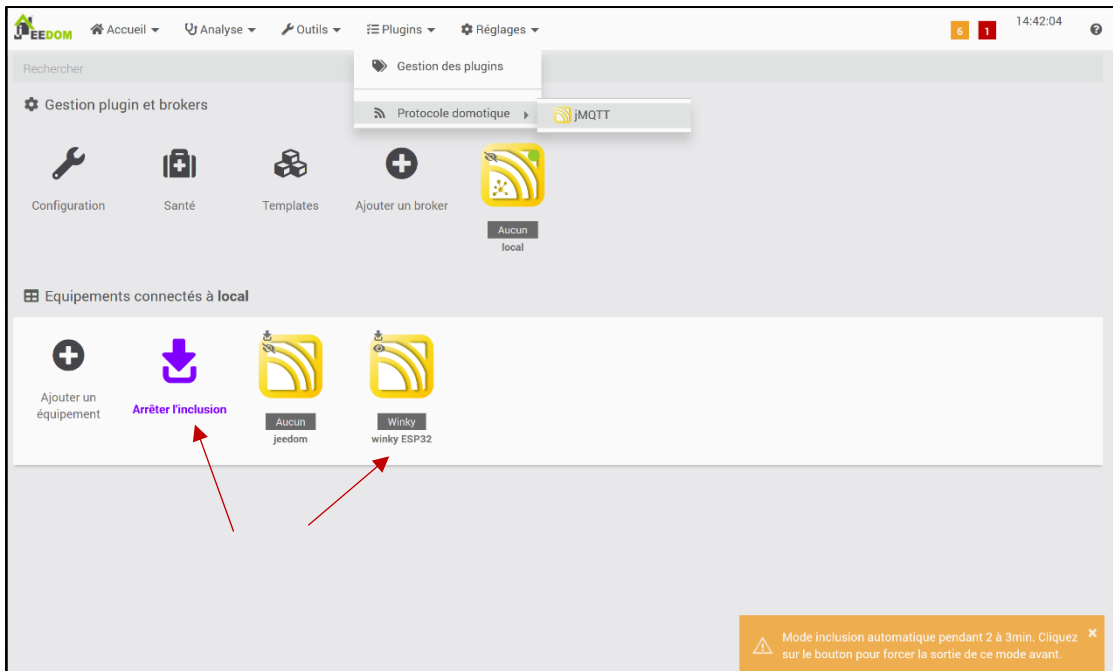 JEEDOM Accueil Analyse Outils Plugins Réglages 6 1 14:42:04
Rechercher
Gestion des plugins
Gestion plugin et brokers
Protocole domotique jMQTT
Configuration Santé Templates Ajouter un broker
Aucun
local
Equipements connectés à local
Ajouter un
équipement
Arrêter l'inclusion
Aucun
jeedom
Winky
winky ESP32
Mode inclusion automatique pendant 2 à 3min. Cliquez
sur le bouton pour forcer la sortie de ce mode avant.